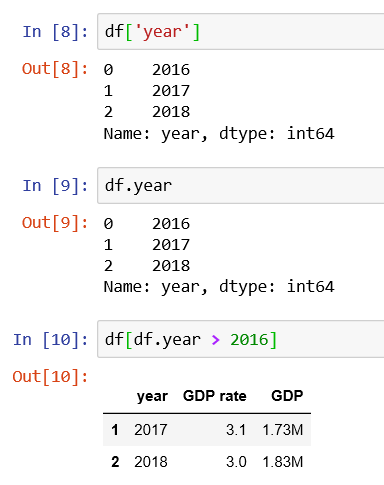 In [8]: df['year']
Out[8]: 0    2016
1    2017
2    2018
Name: year, dtype: int64
In [9]: df.year
Out[9]: 0    2016
1    2017
2    2018
Name: year, dtype: int64
In [10]: df[df.year > 2016]
Out[10]:
year GDP rate GDP
1 2017 3.1 1.73M
2 2018 3.0 1.83M